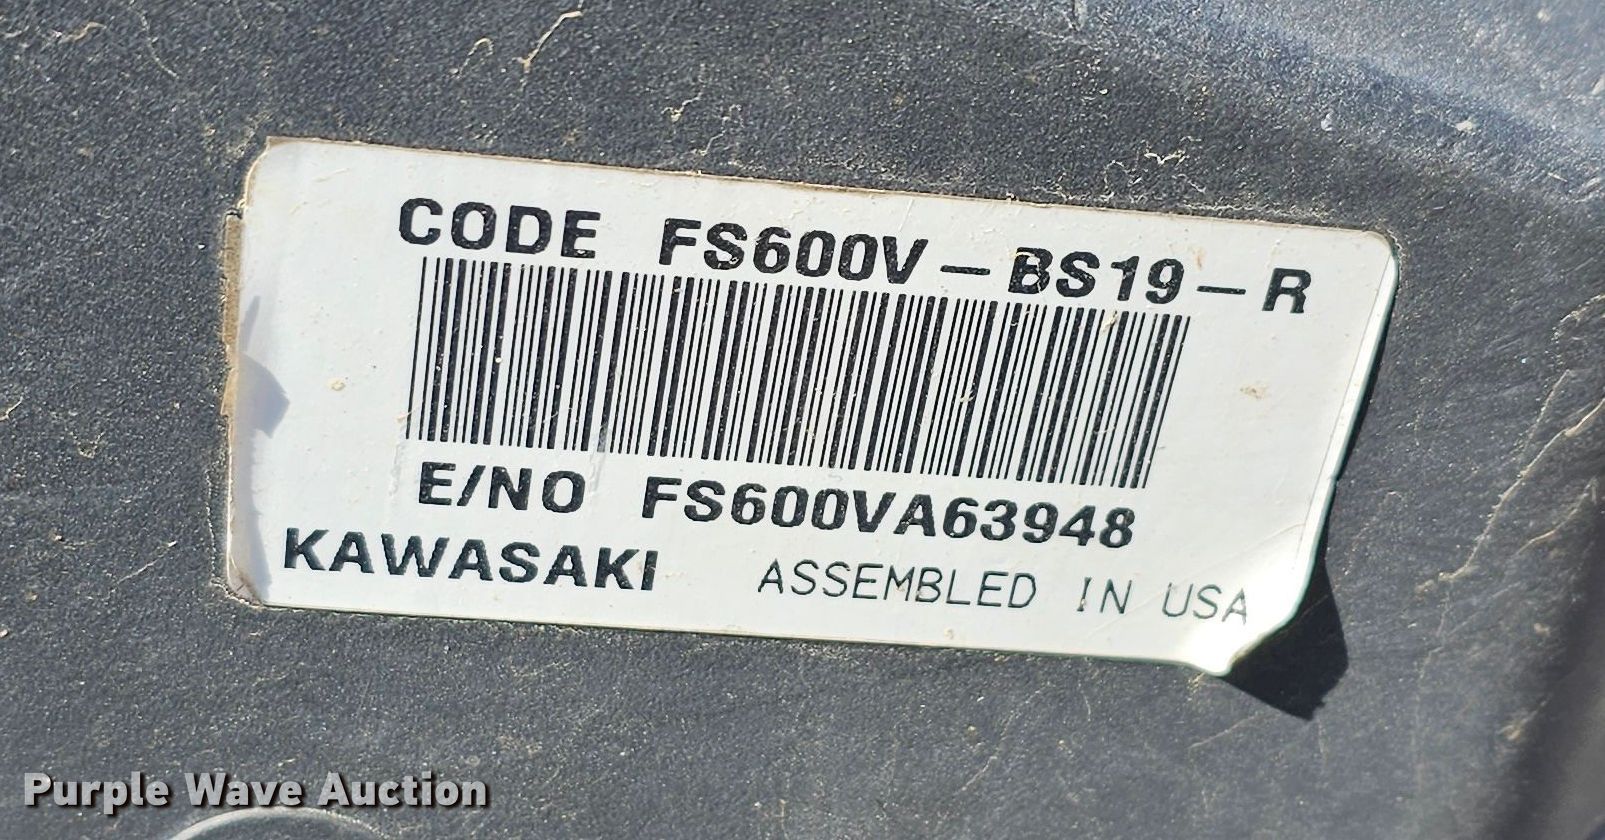 CODE FS600V-BS19-R
E/NO FS600VA63948
KAWASAKI ASSEMBLED IN USA
Purple Wave Auction